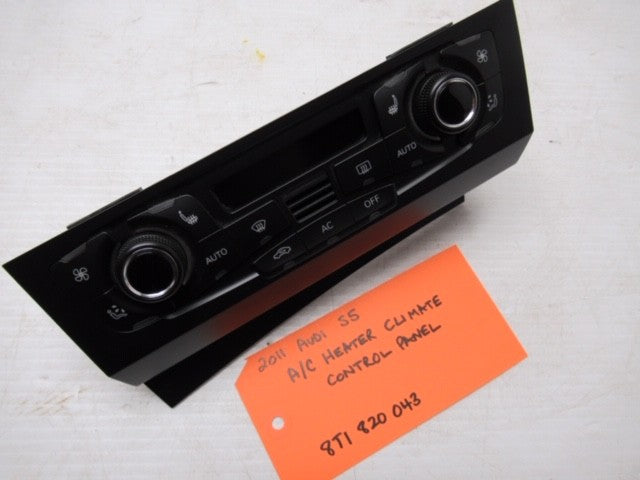 AUTO
AUTO
AC
OFF
2011 AUDI S5
A/C HEATER CLIMATE
CONTROL PANEL
8T1 820 043